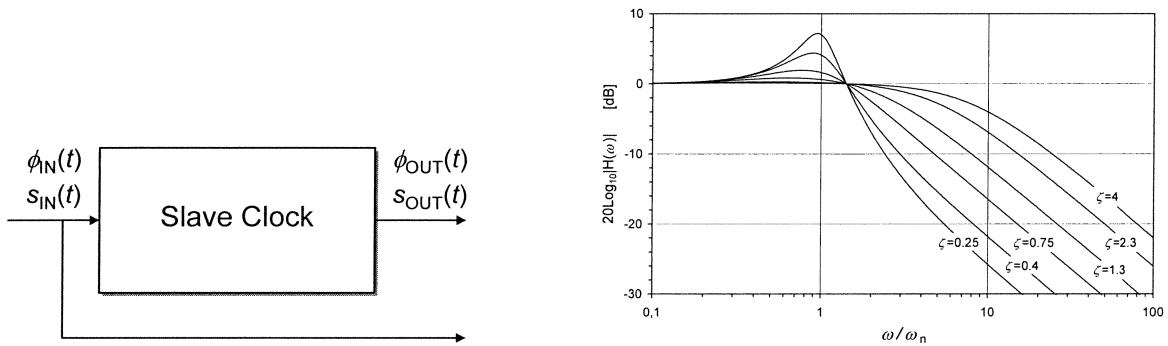 ϕIN(t)
sIN(t)
Slave Clock
ϕOUT(t)
sOUT(t)
20Log10|H(ω)| [dB]
10
0
-10
-20
-30
ζ=4
ζ=0.25
ζ=0.75
ζ=2.3
ζ=0.4
ζ=1.3
0,1
1
10
100
ω/ωn